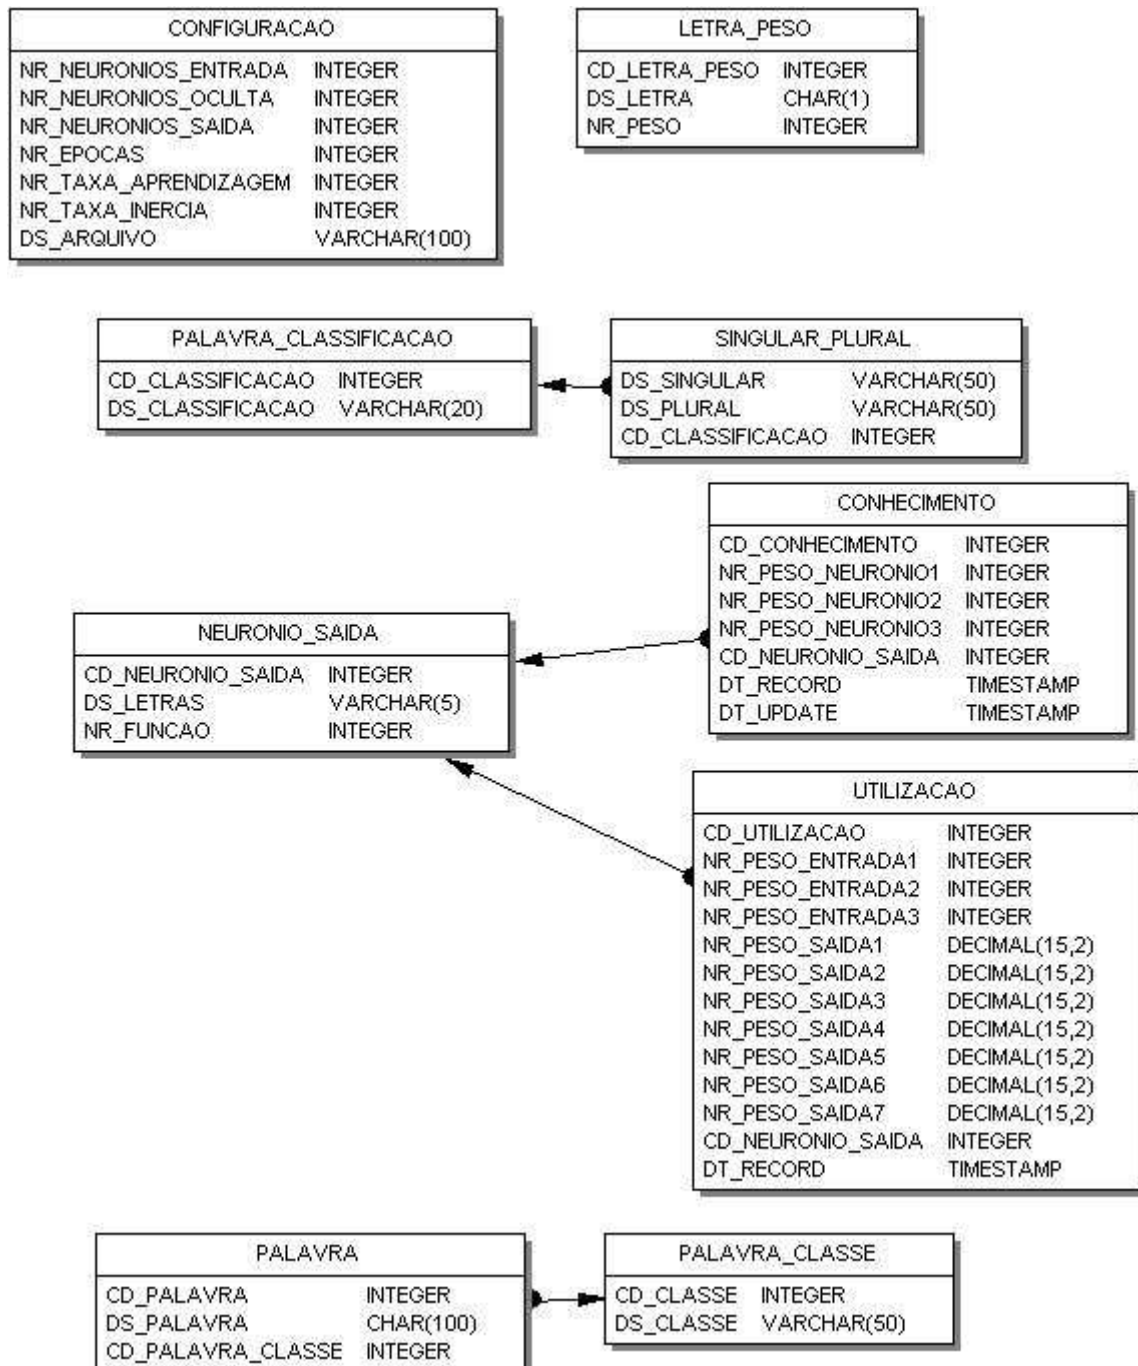 CONFIGURACAO
NR_NEURONIOS_ENTRADA INTEGER
NR_NEURONIOS_OCULTA INTEGER
NR_NEURONIOS_SAIDA INTEGER
NR_EPOCAS INTEGER
NR_TAXA_APRENDIZAGEM INTEGER
NR_TAXA_INERCIA INTEGER
DS_ARQUIVO VARCHAR(100)
LETRA_PESO
CD_LETRA_PESO INTEGER
DS_LETRA CHAR(1)
NR_PESO INTEGER
PALAVRA_CLASSIFICACAO
CD_CLASSIFICACAO INTEGER
DS_CLASSIFICACAO VARCHAR(20)
SINGULAR_PLURAL
DS_SINGULAR VARCHAR(50)
DS_PLURAL VARCHAR(50)
CD_CLASSIFICACAO INTEGER
CONHECIMENTO
CD_CONHECIMENTO INTEGER
NR_PESO_NEURONIO1 INTEGER
NR_PESO_NEURONIO2 INTEGER
NR_PESO_NEURONIO3 INTEGER
CD_NEURONIO_SAIDA INTEGER
DT_RECORD TIMESTAMP
DT_UPDATE TIMESTAMP
NEURONIO_SAIDA
CD_NEURONIO_SAIDA INTEGER
DS_LETRAS VARCHAR(5)
NR_FUNCAO INTEGER
UTILIZACAO
CD_UTILIZACAO INTEGER
NR_PESO_ENTRADA1 INTEGER
NR_PESO_ENTRADA2 INTEGER
NR_PESO_ENTRADA3 INTEGER
NR_PESO_SAIDA1 DECIMAL(15,2)
NR_PESO_SAIDA2 DECIMAL(15,2)
NR_PESO_SAIDA3 DECIMAL(15,2)
NR_PESO_SAIDA4 DECIMAL(15,2)
NR_PESO_SAIDA5 DECIMAL(15,2)
NR_PESO_SAIDA6 DECIMAL(15,2)
NR_PESO_SAIDA7 DECIMAL(15,2)
CD_NEURONIO_SAIDA INTEGER
DT_RECORD TIMESTAMP
PALAVRA
CD_PALAVRA INTEGER
DS_PALAVRA CHAR(100)
CD_PALAVRA_CLASSE INTEGER
PALAVRA_CLASSE
CD_CLASSE INTEGER
DS_CLASSE VARCHAR(50)